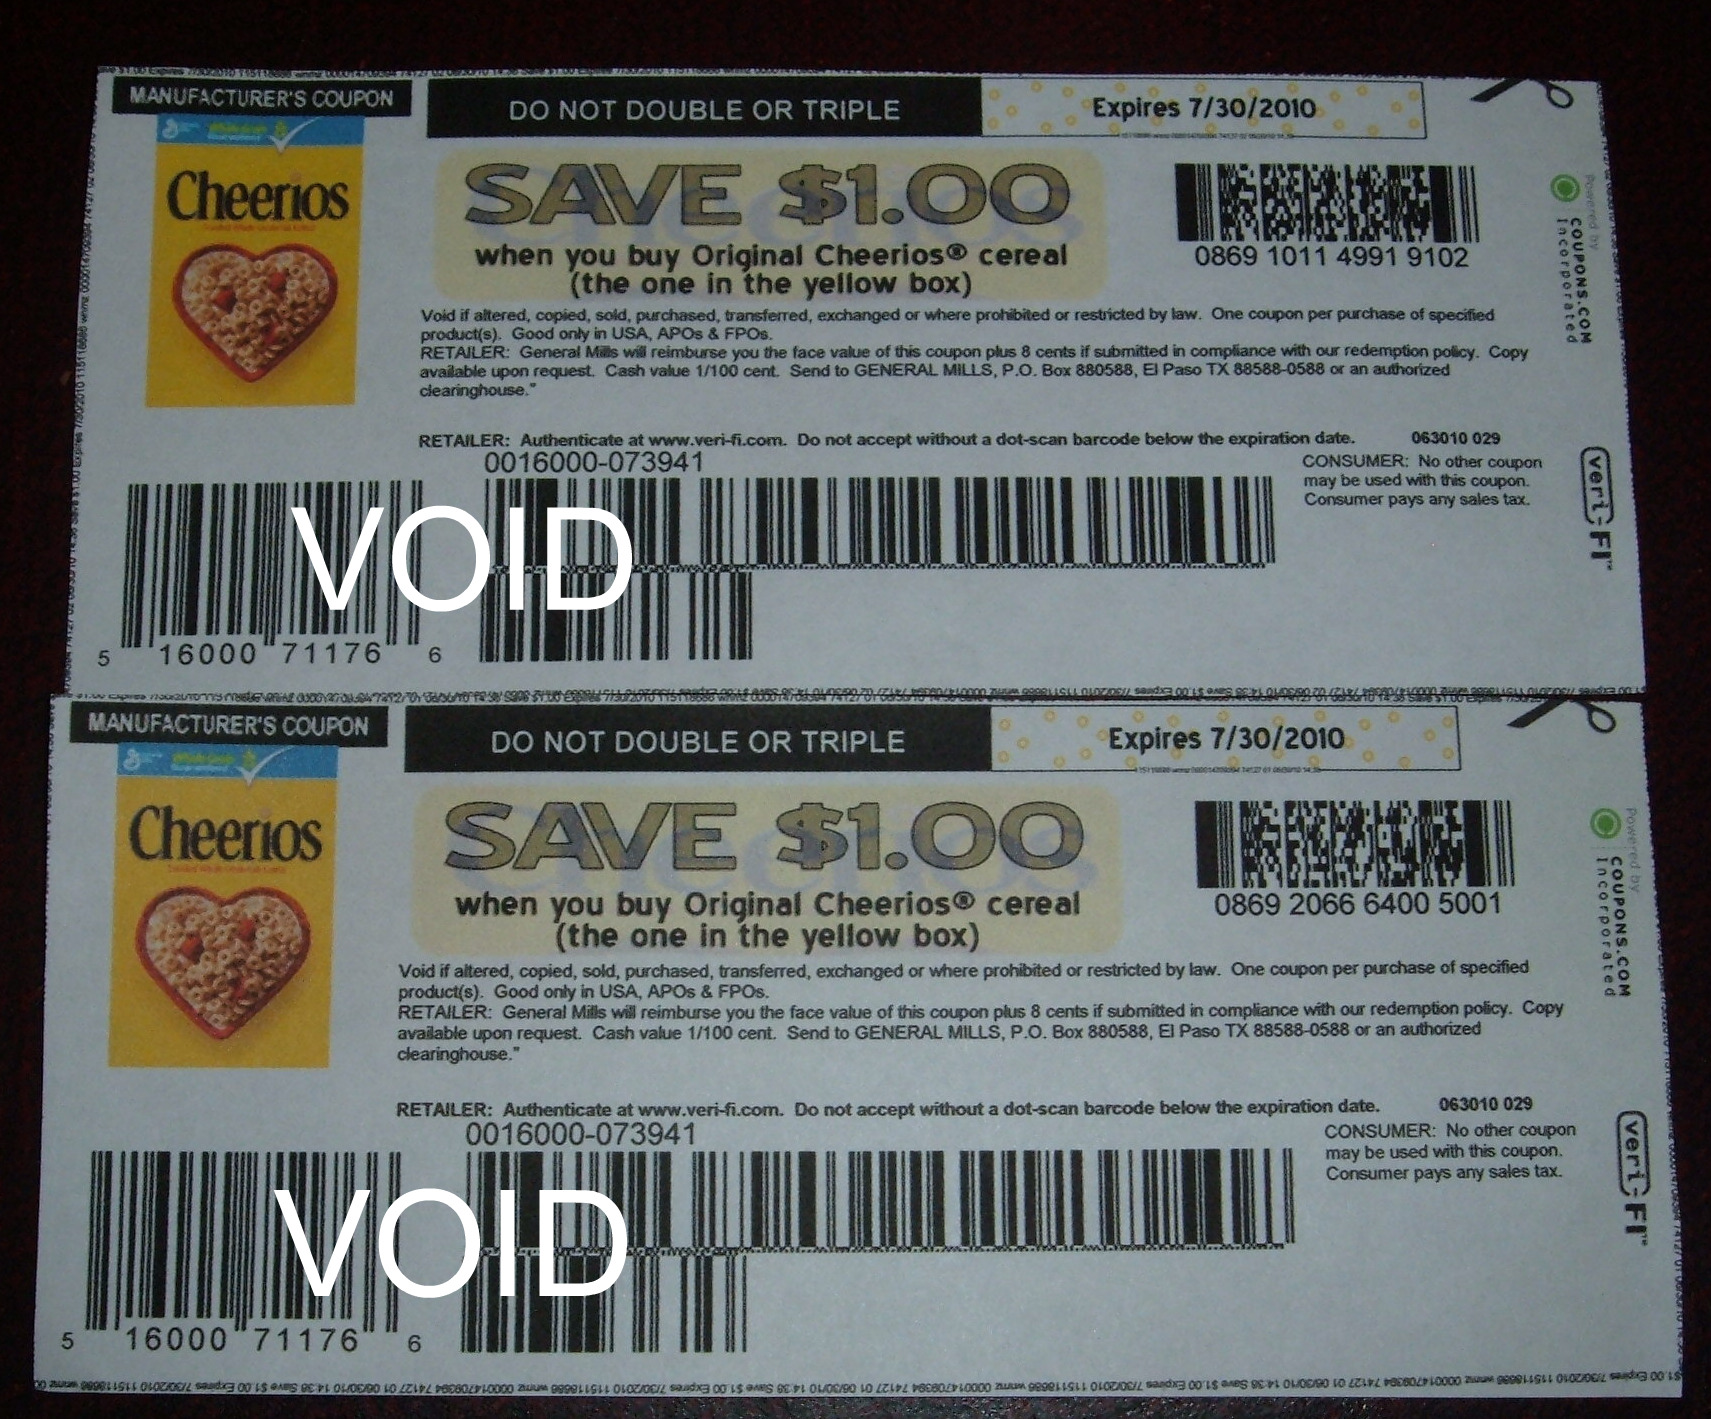 MANUFACTURER'S COUPON
DO NOT DOUBLE OR TRIPLE
Expires 7/30/2010
Cheerios
SAVE $1.00
when you buy Original Cheerios® cereal
(the one in the yellow box)
0869 1011 4991 9102
Powered by
COUPONS.COM
Incorporated
Void if altered, copied, sold, purchased, transferred, exchanged or where prohibited or restricted by law. One coupon per purchase of specified
product(s). Good only in USA, APOs & FPOs.
RETAILER: General Mills will reimburse you the face value of this coupon plus 8 cents if submitted in compliance with our redemption policy. Copy
available upon request. Cash value 1/100 cent. Send to GENERAL MILLS, P.O. Box 880588, El Paso TX 88588-0588 or an authorized
clearinghouse."
RETAILER: Authenticate at www.veri-fi.com. Do not accept without a dot-scan barcode below the expiration date. 063010 029
0016000-073941
CONSUMER: No other coupon
may be used with this coupon.
Consumer pays any sales tax.
veri-FI™
VOID
5 16000 71176 6
MANUFACTURER'S COUPON
DO NOT DOUBLE OR TRIPLE
Expires 7/30/2010
Cheerios
SAVE $1.00
when you buy Original Cheerios® cereal
(the one in the yellow box)
0869 2066 6400 5001
Powered by
COUPONS.COM
Incorporated
Void if altered, copied, sold, purchased, transferred, exchanged or where prohibited or restricted by law. One coupon per purchase of specified
product(s). Good only in USA, APOs & FPOs.
RETAILER: General Mills will reimburse you the face value of this coupon plus 8 cents if submitted in compliance with our redemption policy. Copy
available upon request. Cash value 1/100 cent. Send to GENERAL MILLS, P.O. Box 880588, El Paso TX 88588-0588 or an authorized
clearinghouse."
RETAILER: Authenticate at www.veri-fi.com. Do not accept without a dot-scan barcode below the expiration date. 063010 029
0016000-073941
CONSUMER: No other coupon
may be used with this coupon.
Consumer pays any sales tax.
veri-FI™
VOID
5 16000 71176 6